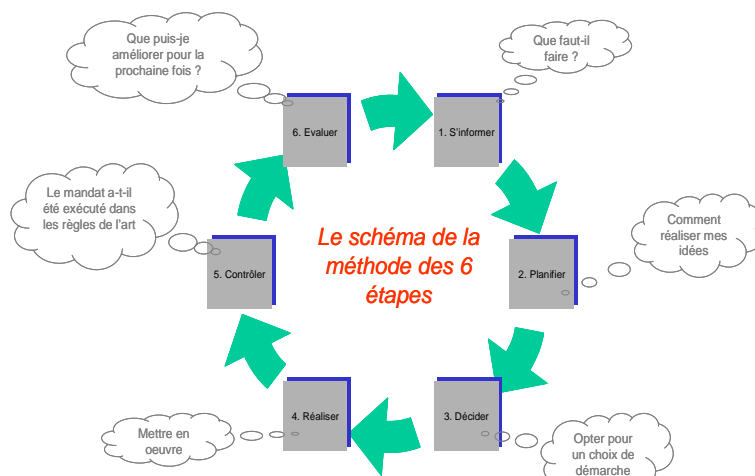 Que puis-je
améliorer pour la
prochaine fois ?
Que faut-il
faire ?
6. Evaluer
1. S'informer
Le mandat a-t-il
été exécuté dans
les règles de l'art
Le schéma de la
méthode des 6
étapes
Comment
réaliser mes
idées
5. Contrôler
2. Planifier
4. Réaliser
3. Décider
Mettre en
oeuvre
Opter pour
un choix de
démarche